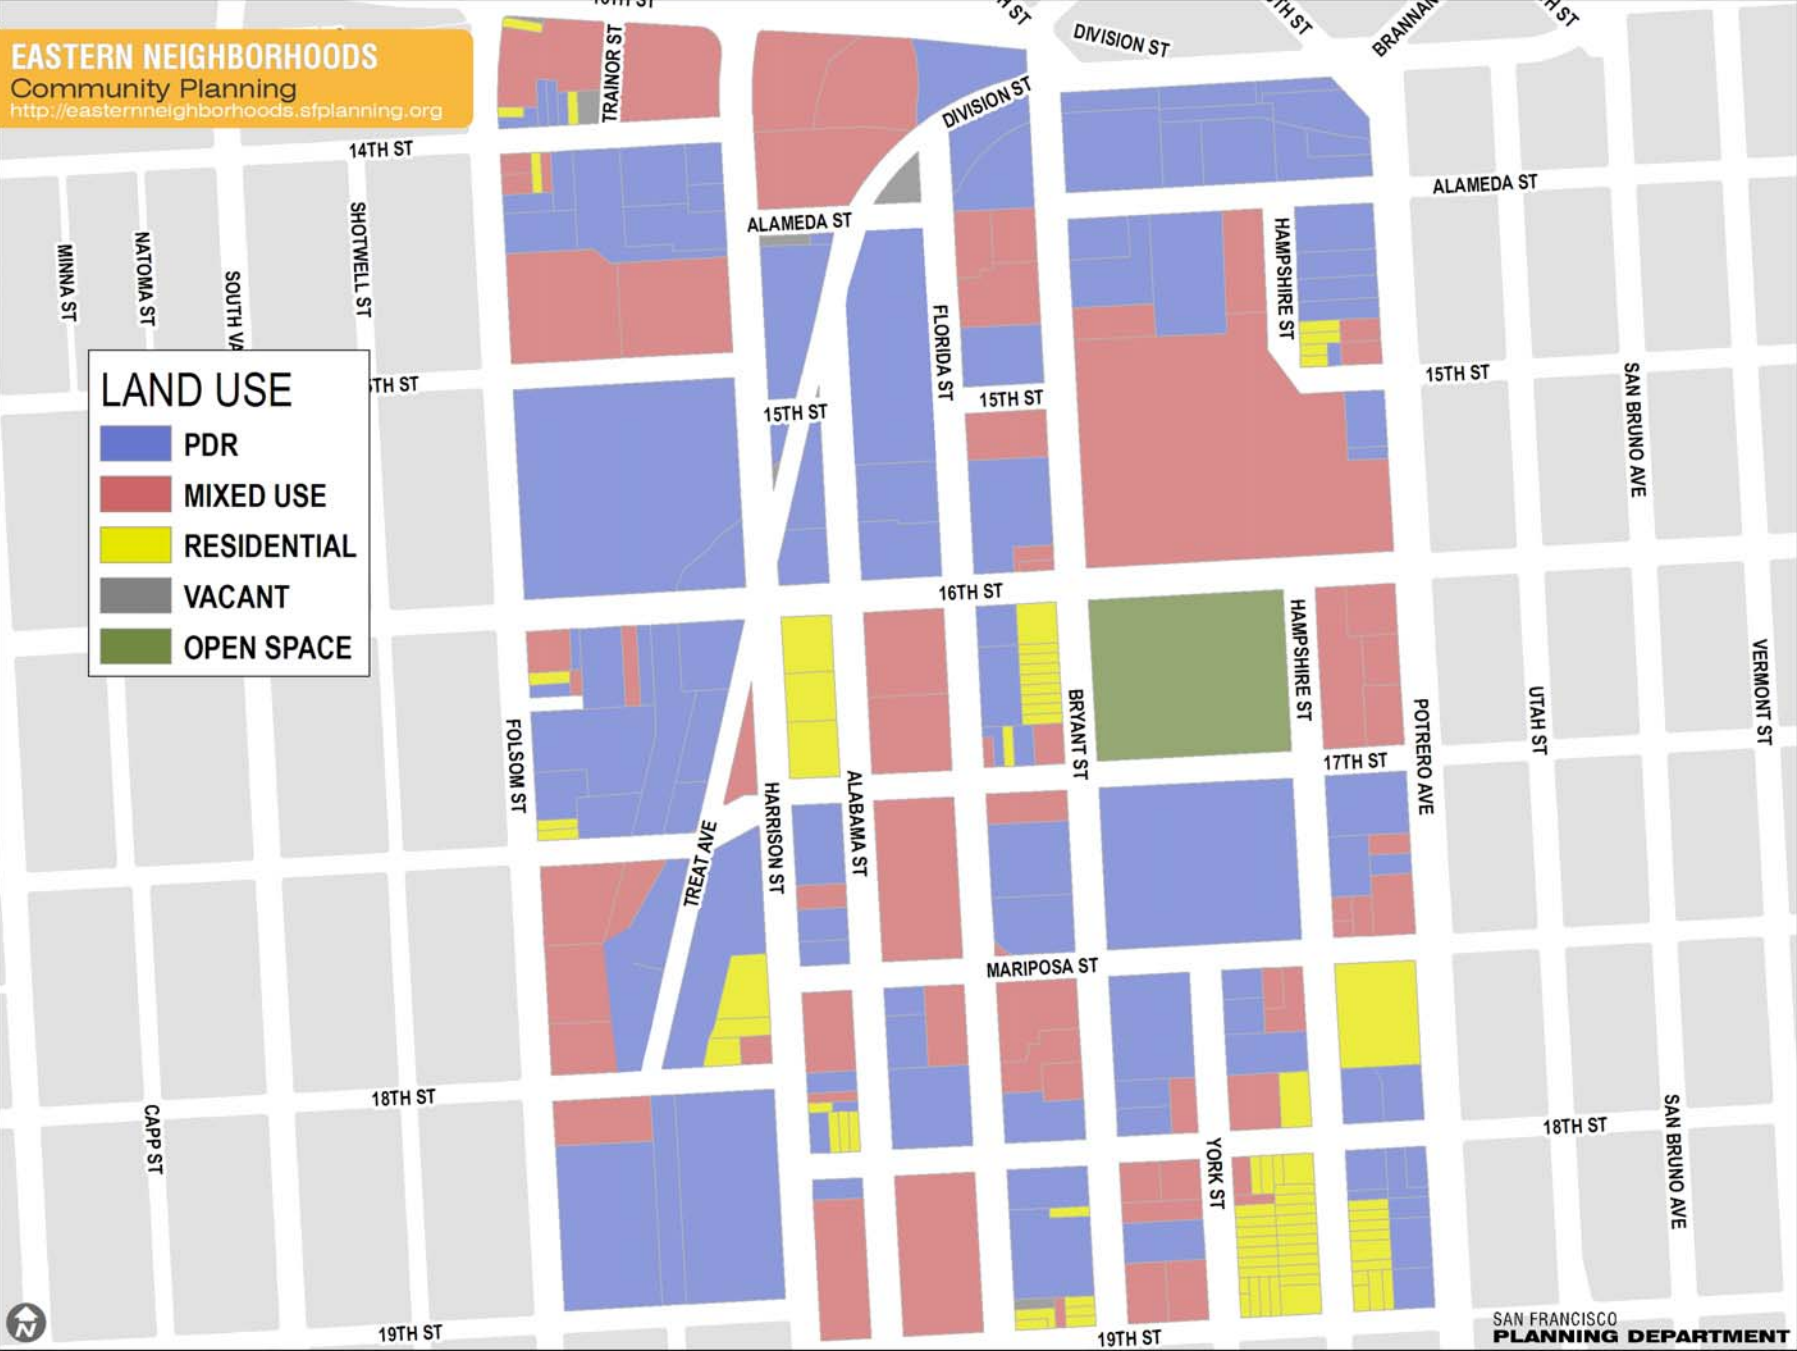 EASTERN NEIGHBORHOODS
Community Planning
http://easternneighborhoods.sfplanning.org
TRAINOR ST
DIVISION ST
DIVISION ST
14TH ST
ALAMEDA ST
ALAMEDA ST
MINNA ST
NATOMA ST
SOUTH VA
SHOTWELL ST
HAMPSHIRE ST
FLORIDA ST
LAND USE
PDR
MIXED USE
RESIDENTIAL
VACANT
OPEN SPACE
TH ST
15TH ST
15TH ST
15TH ST
SAN BRUNO AVE
16TH ST
FOLSOM ST
TREAT AVE
HARRISON ST
ALABAMA ST
BRYANT ST
HAMPSHIRE ST
17TH ST
POTRERO AVE
UTAH ST
VERMONT ST
MARIPOSA ST
CAPP ST
18TH ST
YORK ST
18TH ST
SAN BRUNO AVE
N
19TH ST
19TH ST
SAN FRANCISCO
PLANNING DEPARTMENT